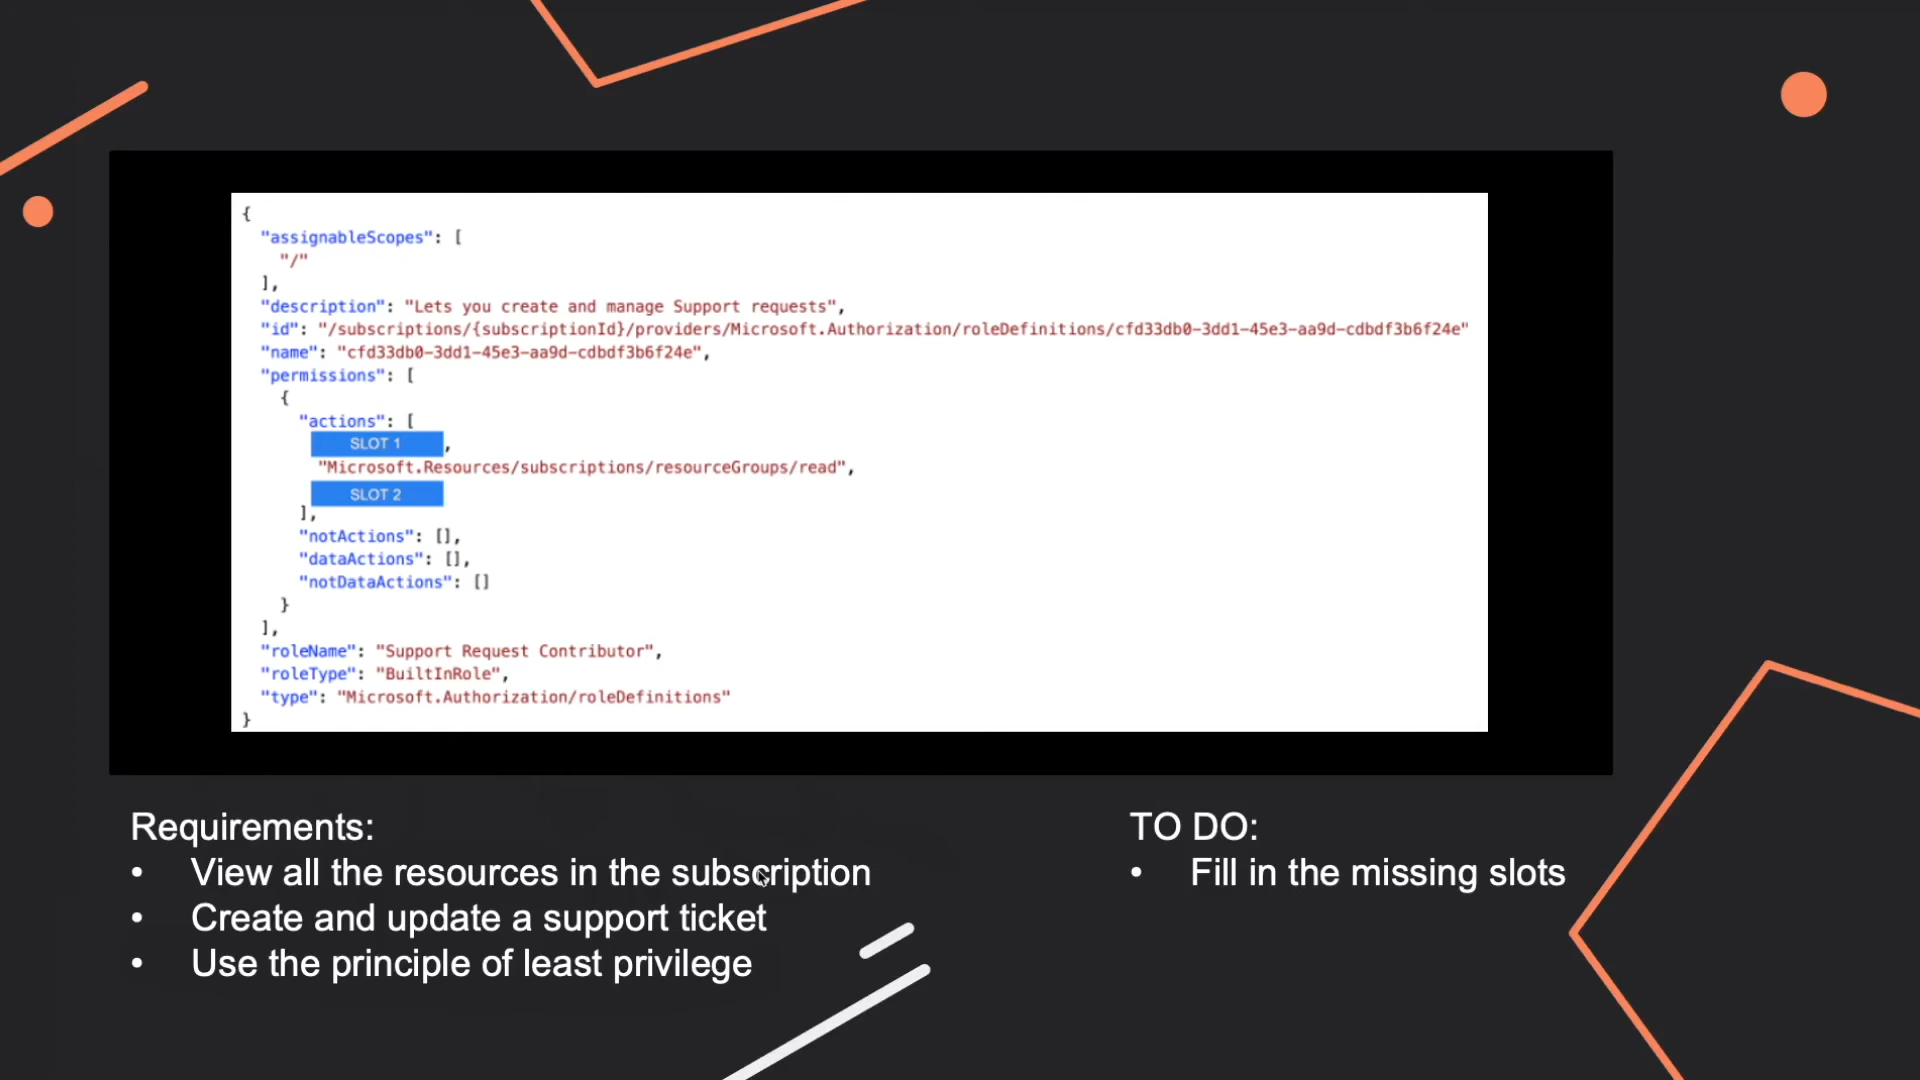 {
"assignableScopes": [
"/"
],
"description": "Lets you create and manage Support requests",
"id": "/subscriptions/{subscriptionId}/providers/Microsoft.Authorization/roleDefinitions/cfd33db0-3dd1-45e3-aa9d-cdbdf3b6f24e"
"name": "cfd33db0-3dd1-45e3-aa9d-cdbdf3b6f24e",
"permissions": [
{
"actions": [
SLOT 1,
"Microsoft.Resources/subscriptions/resourceGroups/read",
SLOT 2
],
"notActions": [],
"dataActions": [],
"notDataActions": []
}
],
"roleName": "Support Request Contributor",
"roleType": "BuiltInRole",
"type": "Microsoft.Authorization/roleDefinitions"
}
Requirements:
• View all the resources in the subscription
• Create and update a support ticket
• Use the principle of least privilege
TO DO:
• Fill in the missing slots